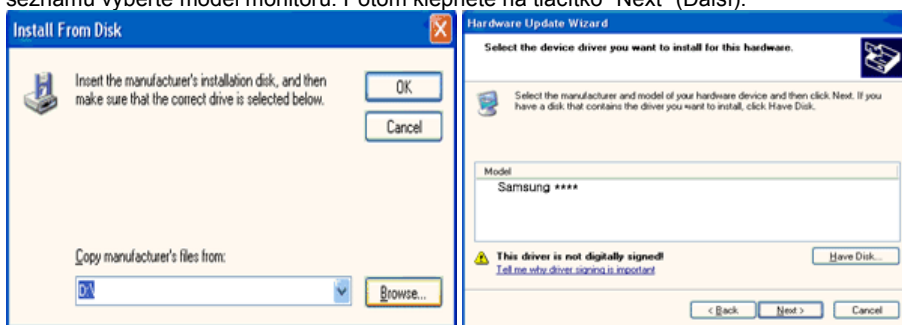 seznamu vyberte model monitoru. Potom klepněte na tlačítko "Next" (Další).
Install From Disk
Insert the manufacturer's installation disk, and then
make sure that the correct drive is selected below.
OK
Cancel
Copy manufacturer's files from:
D:\
Browse...
Hardware Update Wizard
Select the device driver you want to install for this hardware.
Select the manufacturer and model of your hardware device and then click Next. If you
have a disk that contains the driver you want to install, click Have Disk.
Model
Samsung ****
This driver is not digitally signed!
Tell me why driver signing is important
Have Disk...
< Back
Next >
Cancel